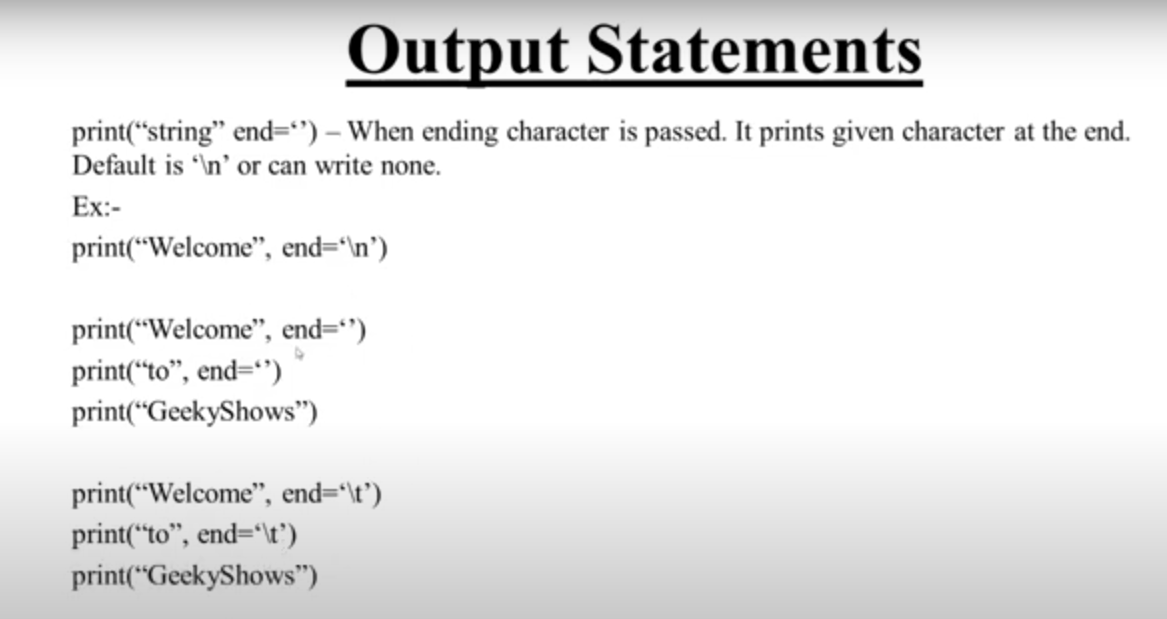 Output Statements
print(“string” end=‘’) – When ending character is passed. It prints given character at the end.
Default is ‘\n’ or can write none.
Ex:-
print(“Welcome”, end=‘\n’)
print(“Welcome”, end=‘’)
print(“to”, end=‘’)
print(“GeekyShows”)
print(“Welcome”, end=‘\t’)
print(“to”, end=‘\t’)
print(“GeekyShows”)